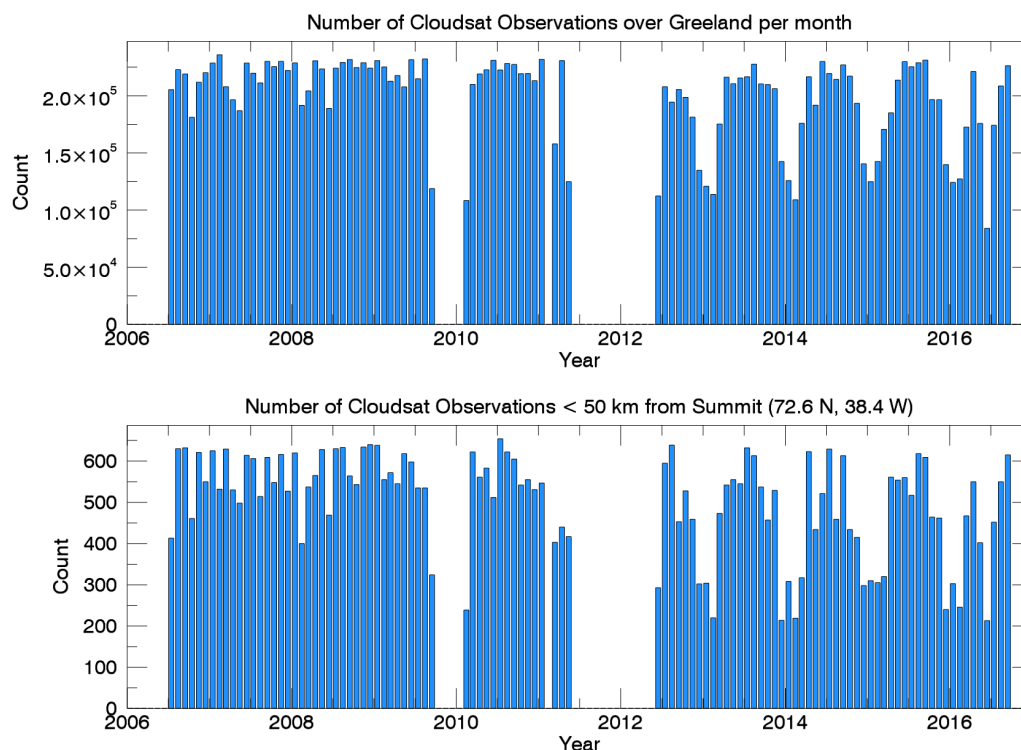 Number of Cloudsat Observations over Greeland per month
2.0×10⁵
1.5×10⁵
1.0×10⁵
5.0×10⁴
0
Count
2006 2008 2010 2012 2014 2016
Year
Number of Cloudsat Observations < 50 km from Summit (72.6 N, 38.4 W)
600
500
400
300
200
100
0
Count
2006 2008 2010 2012 2014 2016
Year